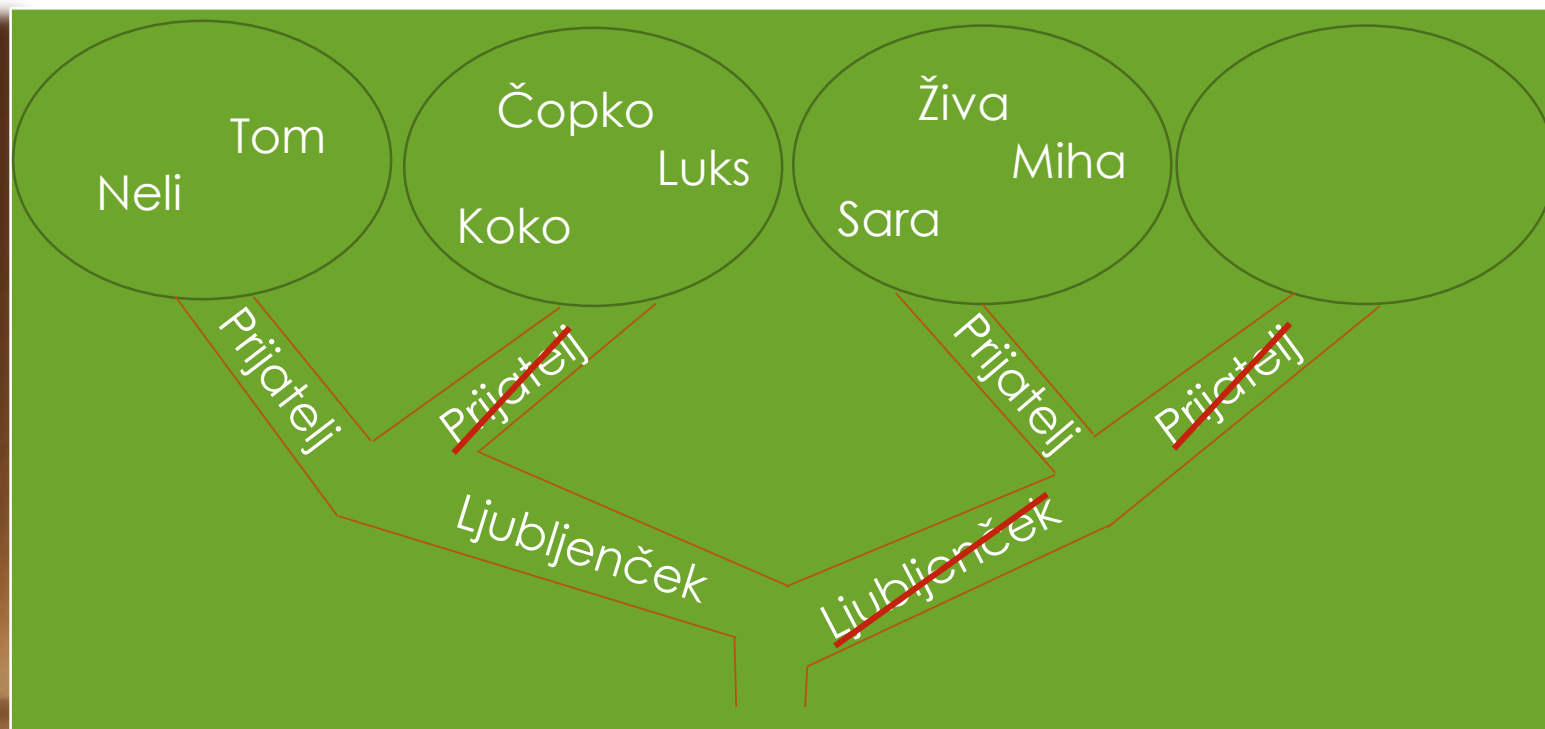 Tom
Neli
Čopko
Luks
Koko
Živa
Miha
Sara
Prijatelj
Prijatelj
Prijatelj
Prijatelj
Ljubljenček
Ljubljenček